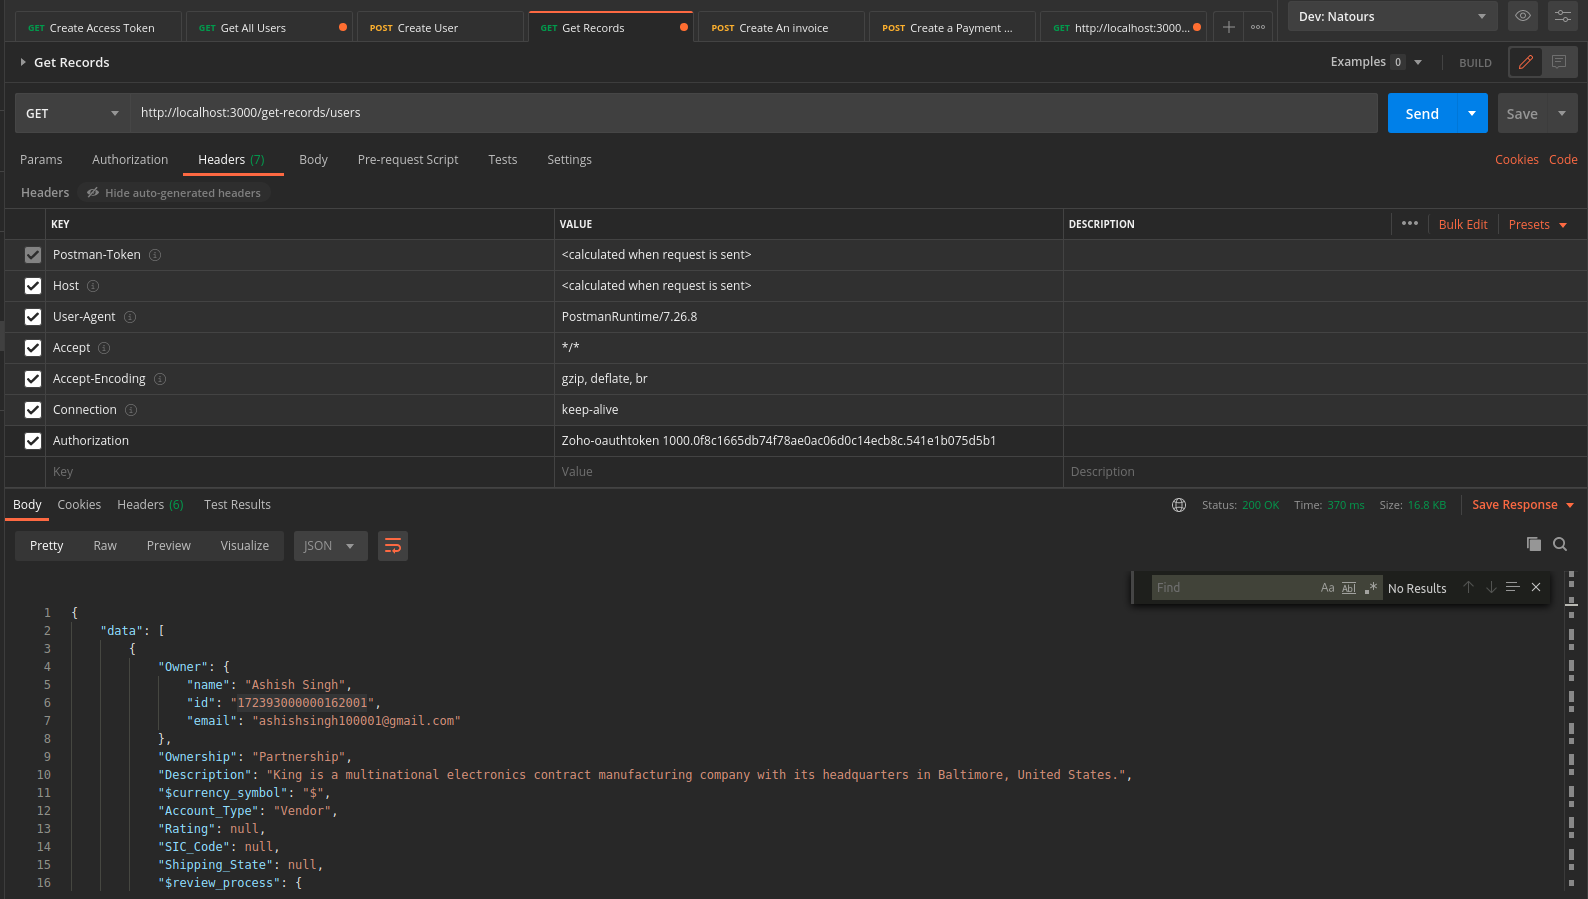 GET Create Access Token GET Get All Users POST Create User GET Get Records POST Create An invoice POST Create a Payment ... GET http://localhost:3000... Dev: Natours
Get Records Examples 0 BUILD
GET http://localhost:3000/get-records/users Send Save
Params Authorization Headers (7) Body Pre-request Script Tests Settings Cookies Code
Headers Hide auto-generated headers
KEY VALUE DESCRIPTION ••• Bulk Edit Presets
Postman-Token <calculated when request is sent>
Host <calculated when request is sent>
User-Agent PostmanRuntime/7.26.8
Accept */*
Accept-Encoding gzip, deflate, br
Connection keep-alive
Authorization Zoho-oauthtoken 1000.0f8c1665db74f78ae0ac06d0c14ecb8c.541e1b075d5b1
Key Value Description
Body Cookies Headers (6) Test Results Status: 200 OK Time: 370 ms Size: 16.8 KB Save Response
Pretty Raw Preview Visualize JSON
Find Aa Abl .* No Results
1 {
2 "data": [
3 {
4 "Owner": {
5 "name": "Ashish Singh",
6 "id": "172393000000162001",
7 "email": "ashishsingh100001@gmail.com"
8 },
9 "Ownership": "Partnership",
10 "Description": "King is a multinational electronics contract manufacturing company with its headquarters in Baltimore, United States.",
11 "$currency_symbol": "$",
12 "Account_Type": "Vendor",
13 "Rating": null,
14 "SIC_Code": null,
15 "Shipping_State": null,
16 "$review_process": {